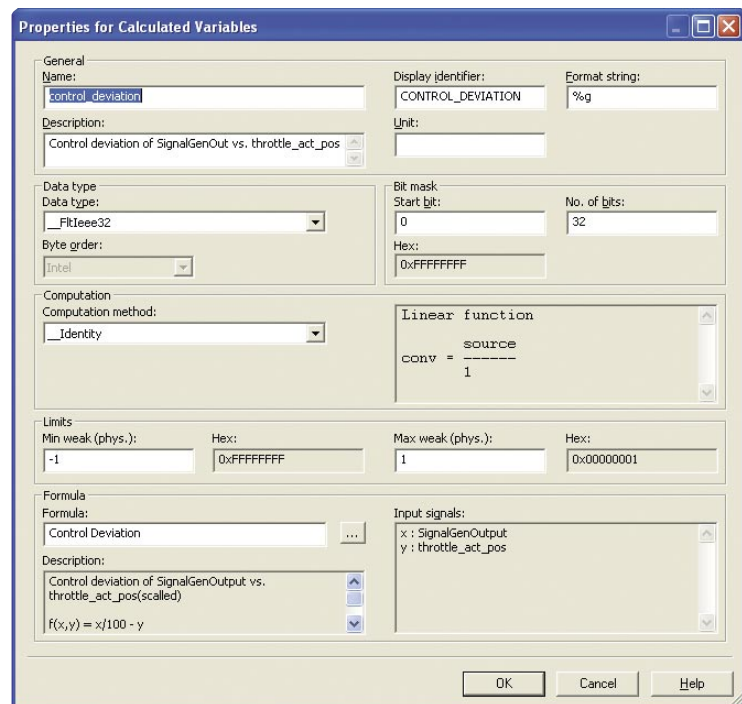 Properties for Calculated Variables
General
Name:
control_deviation
Display identifier:
CONTROL_DEVIATION
Format string:
%g
Description:
Control deviation of SignalGenOut vs. throttle_act_pos
Unit:
Data type
Data type:
__FltIeee32
Byte order:
Intel
Bit mask
Start bit:
0
No. of bits:
32
Hex:
0xFFFFFFFF
Computation
Computation method:
__Identity
Linear function
source
conv = ------
1
Limits
Min weak (phys.):
-1
Hex:
0xFFFFFFFF
Max weak (phys.):
1
Hex:
0x00000001
Formula
Formula:
Control Deviation
...
Description:
Control deviation of SignalGenOutput vs.
throttle_act_pos(scalled)
f(x,y) = x/100 - y
Input signals:
x : SignalGenOutput
y : throttle_act_pos
OK
Cancel
Help